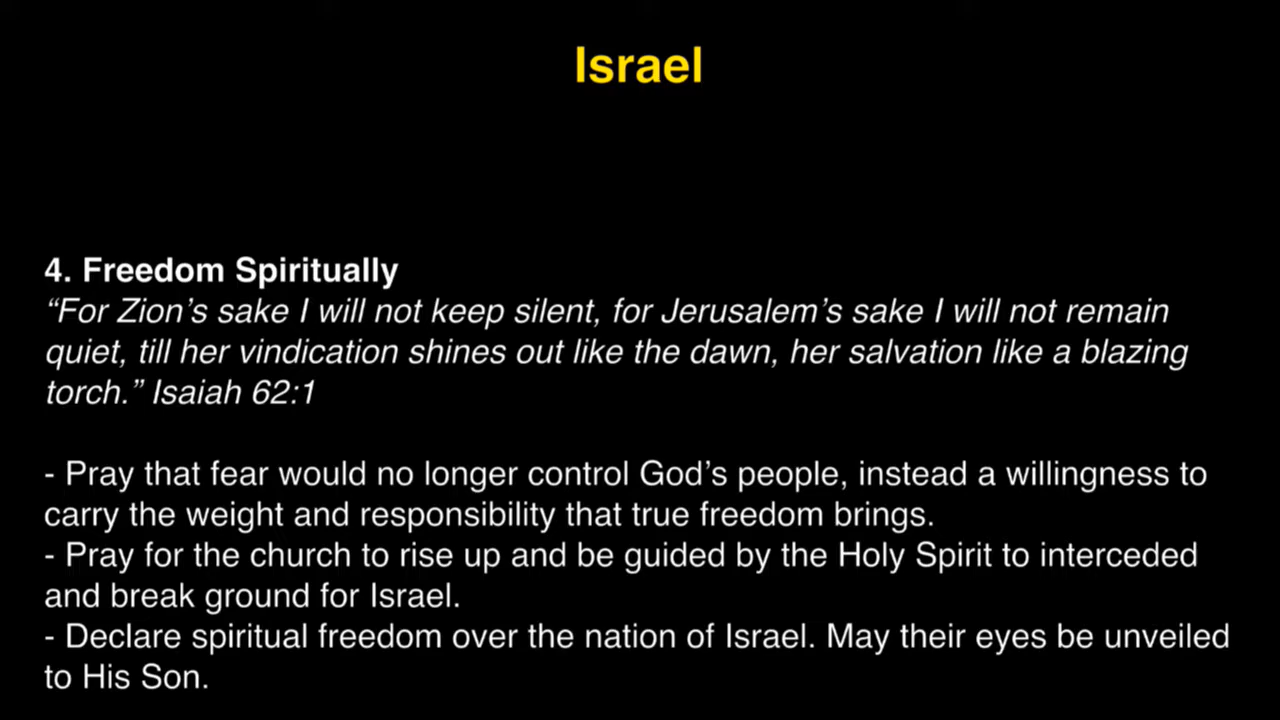 Israel
4. Freedom Spiritually
“For Zion’s sake I will not keep silent, for Jerusalem’s sake I will not remain
quiet, till her vindication shines out like the dawn, her salvation like a blazing
torch.” Isaiah 62:1
- Pray that fear would no longer control God’s people, instead a willingness to
carry the weight and responsibility that true freedom brings.
- Pray for the church to rise up and be guided by the Holy Spirit to interceded
and break ground for Israel.
- Declare spiritual freedom over the nation of Israel. May their eyes be unveiled
to His Son.